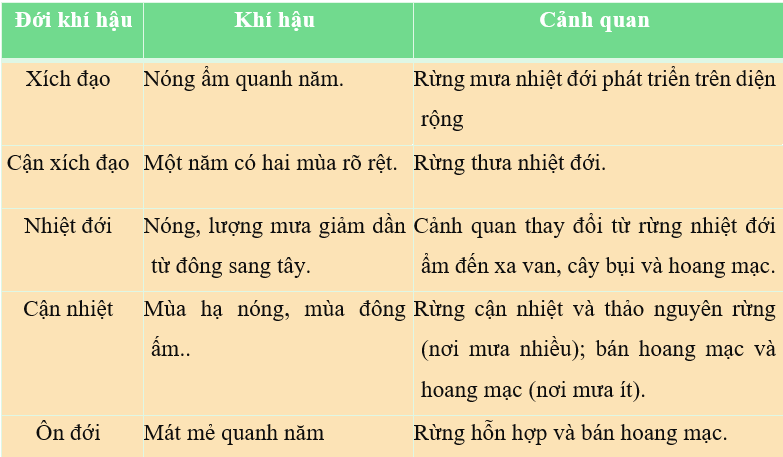 Đới khí hậu Khí hậu Cảnh quan
Xích đạo Nóng ẩm quanh năm. Rừng mưa nhiệt đới phát triển trên diện
rộng
Cận xích đạo Một năm có hai mùa rõ rệt. Rừng thưa nhiệt đới.
Nhiệt đới Nóng, lượng mưa giảm dần Cảnh quan thay đổi từ rừng nhiệt đới
từ đông sang tây. ẩm đến xa van, cây bụi và hoang mạc.
Cận nhiệt Mùa hạ nóng, mùa đông Rừng cận nhiệt và thảo nguyên rừng
ấm.. (nơi mưa nhiều); bán hoang mạc và
hoang mạc (nơi mưa ít).
Ôn đới Mát mẻ quanh năm Rừng hỗn hợp và bán hoang mạc.